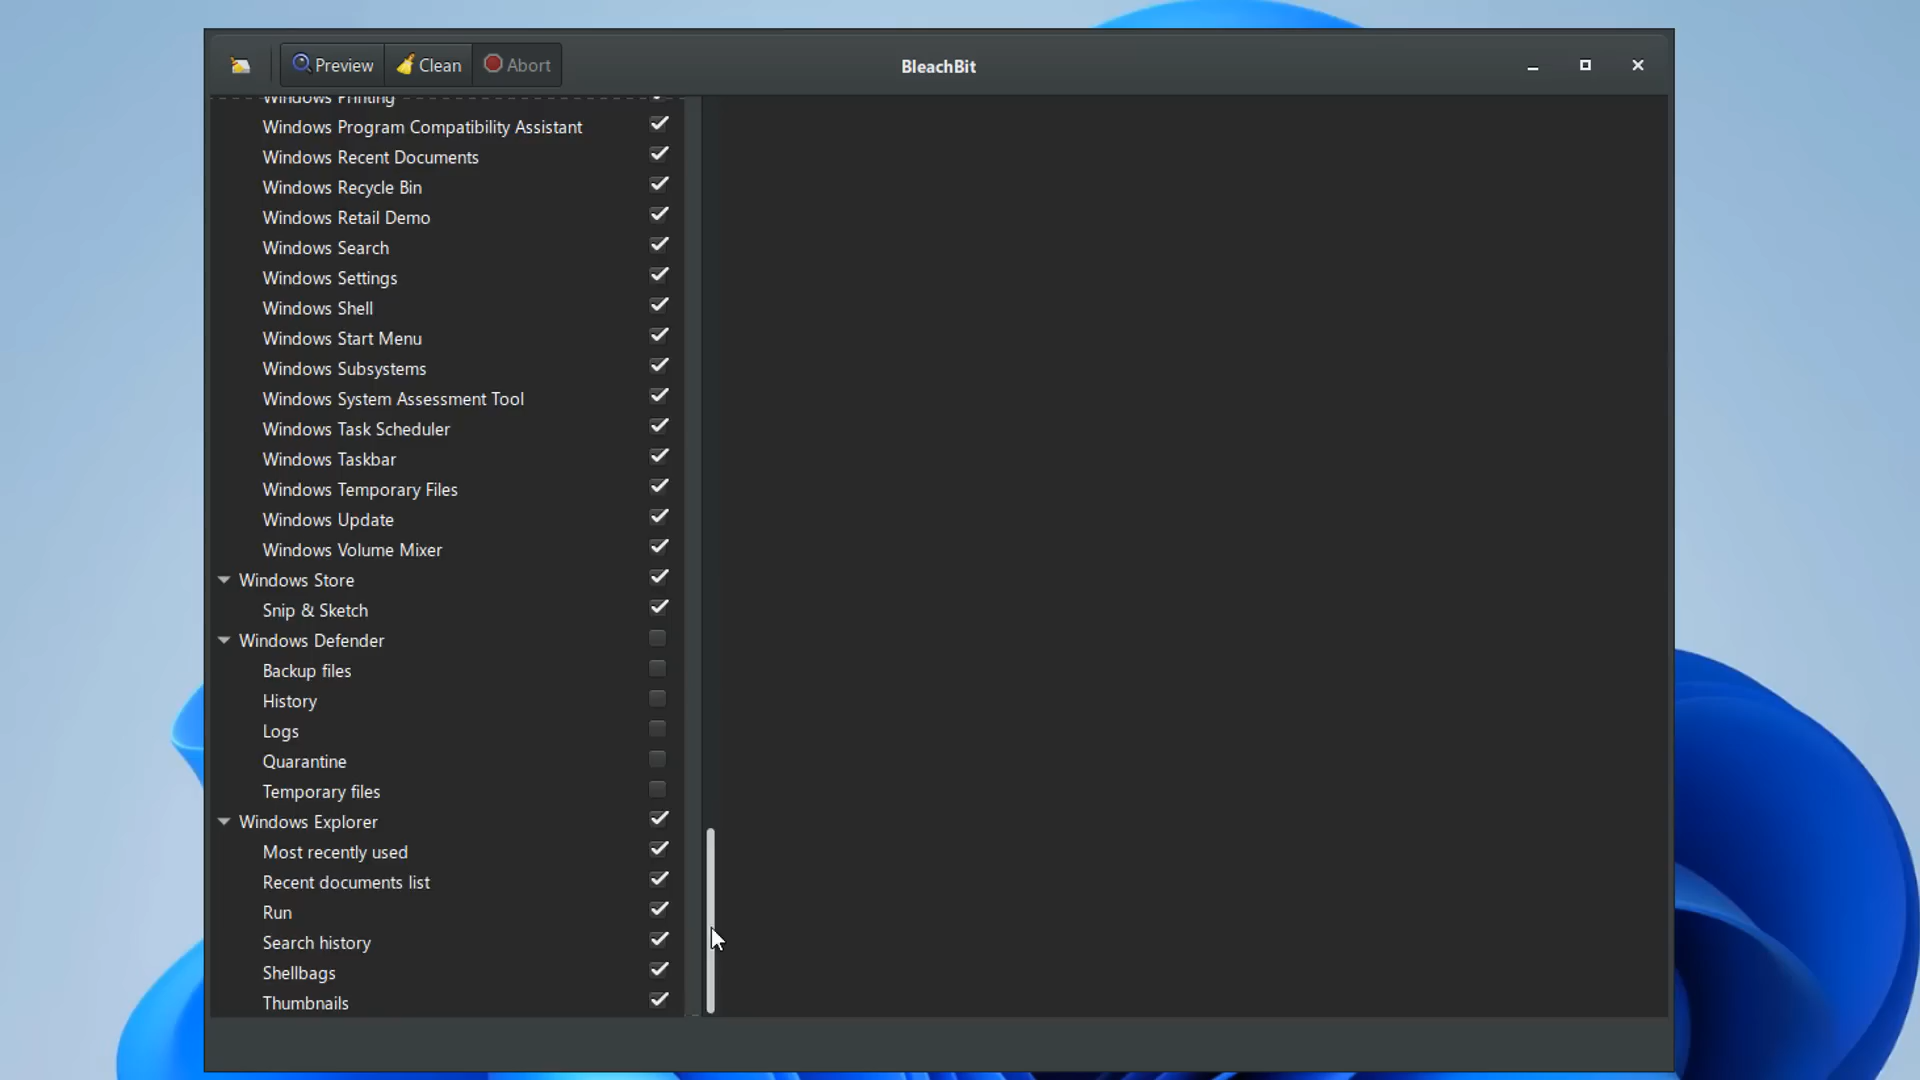 Preview Clean Abort BleachBit
Windows Printing
Windows Program Compatibility Assistant
Windows Recent Documents
Windows Recycle Bin
Windows Retail Demo
Windows Search
Windows Settings
Windows Shell
Windows Start Menu
Windows Subsystems
Windows System Assessment Tool
Windows Task Scheduler
Windows Taskbar
Windows Temporary Files
Windows Update
Windows Volume Mixer
Windows Store
Snip & Sketch
Windows Defender
Backup files
History
Logs
Quarantine
Temporary files
Windows Explorer
Most recently used
Recent documents list
Run
Search history
Shellbags
Thumbnails